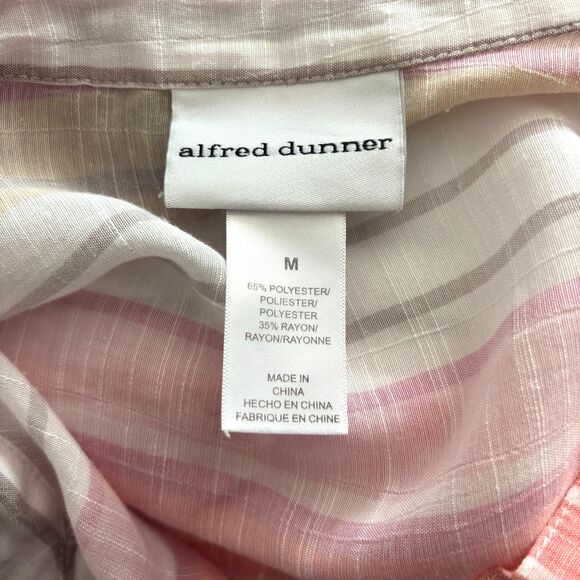 alfred dunner
M
65% POLYESTER/
POLIESTER/
POLYESTER
35% RAYON/
RAYON/RAYONNE
MADE IN
CHINA
HECHO EN CHINA
FABRIQUE EN CHINE